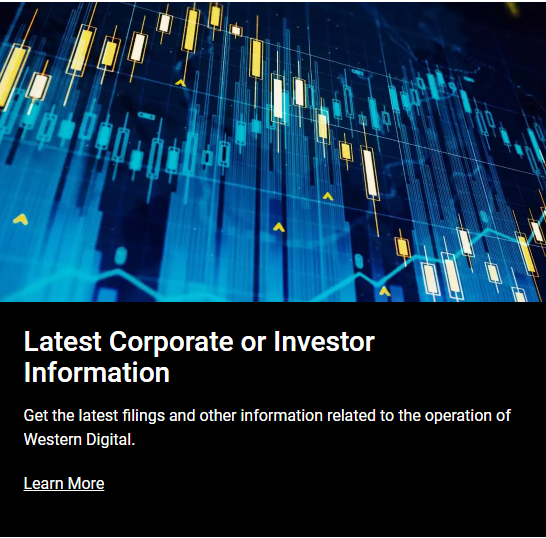 Latest Corporate or Investor
Information
Get the latest filings and other information related to the operation of
Western Digital.
Learn More